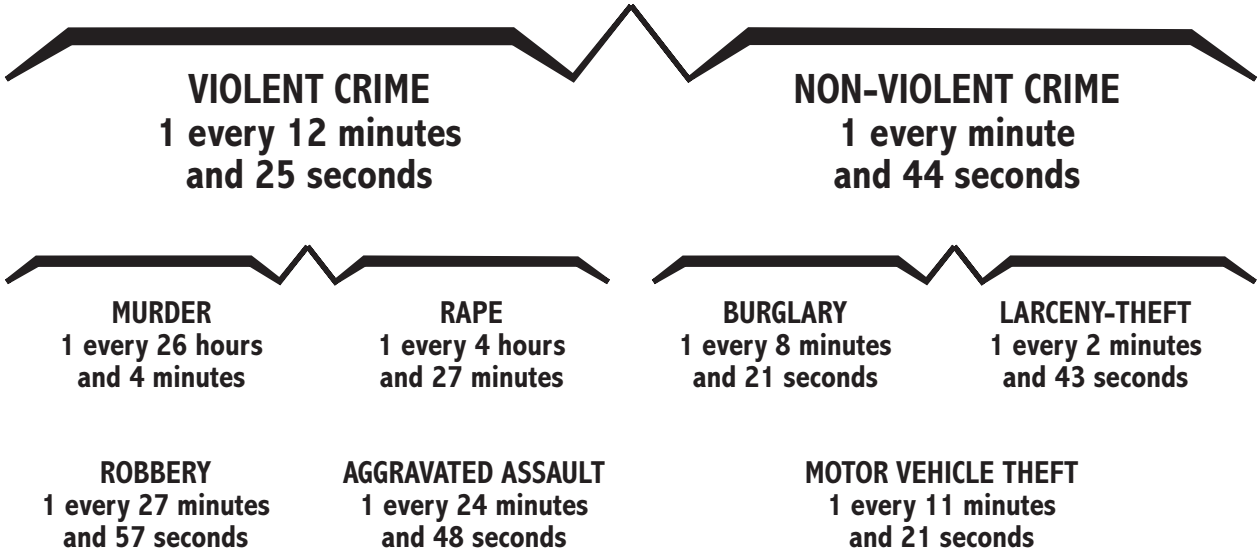 VIOLENT CRIME
1 every 12 minutes
and 25 seconds
NON-VIOLENT CRIME
1 every minute
and 44 seconds
MURDER
1 every 26 hours
and 4 minutes
RAPE
1 every 4 hours
and 27 minutes
BURGLARY
1 every 8 minutes
and 21 seconds
LARCENY-THEFT
1 every 2 minutes
and 43 seconds
ROBBERY
1 every 27 minutes
and 57 seconds
AGGRAVATED ASSAULT
1 every 24 minutes
and 48 seconds
MOTOR VEHICLE THEFT
1 every 11 minutes
and 21 seconds